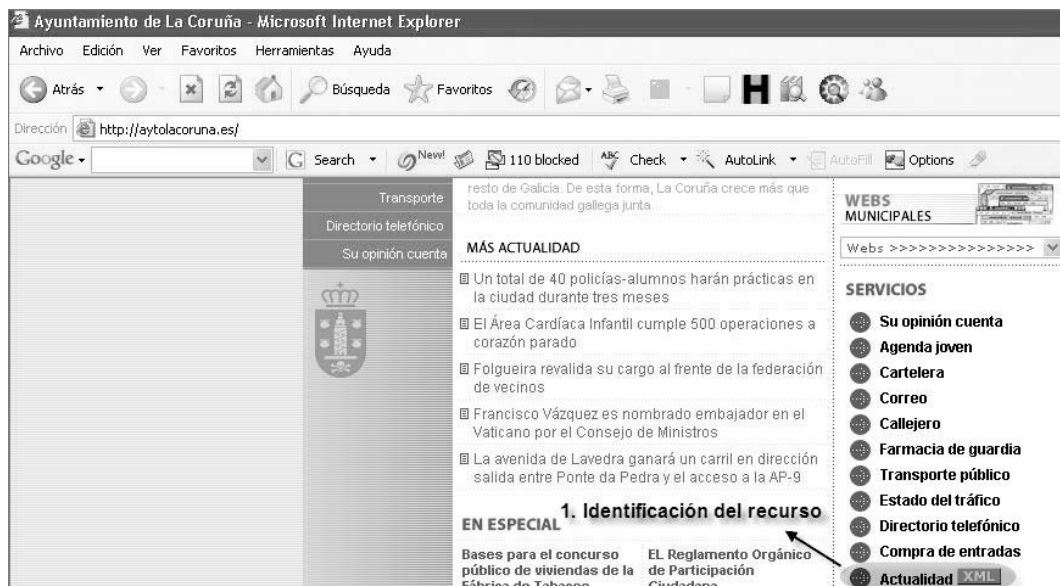 Ayuntamiento de La Coruña - Microsoft Internet Explorer
Archivo Edición Ver Favoritos Herramientas Ayuda
Atrás Búsqueda Favoritos H
Dirección http://aytolacoruna.es/
Google G Search New! 110 blocked ABC Check AutoLink AutoFill Options
Transporte
Directorio telefónico
Su opinión cuenta
resto de Galicia. De esta forma, La Coruña crece más que
toda la comunidad gallega junta.
MÁS ACTUALIDAD
Un total de 40 policías-alumnos harán prácticas en
la ciudad durante tres meses
El Área Cardíaca Infantil cumple 500 operaciones a
corazón parado
Folgueira revalida su cargo al frente de la federación
de vecinos
Francisco Vázquez es nombrado embajador en el
Vaticano por el Consejo de Ministros
La avenida de Lavedra ganará un carril en dirección
salida entre Ponte da Pedra y el acceso a la AP-9
1. Identificación del recurso
EN ESPECIAL
Bases para el concurso
público de viviendas de la
Fábrica de Tabacos
EL Reglamento Orgánico
de Participación
Ciudadana
WEBS
MUNICIPALES
Webs >>>>>>>>>>>>>>>
SERVICIOS
Su opinión cuenta
Agenda joven
Cartelera
Correo
Callejero
Farmacia de guardia
Transporte público
Estado del tráfico
Directorio telefónico
Compra de entradas
Actualidad XML